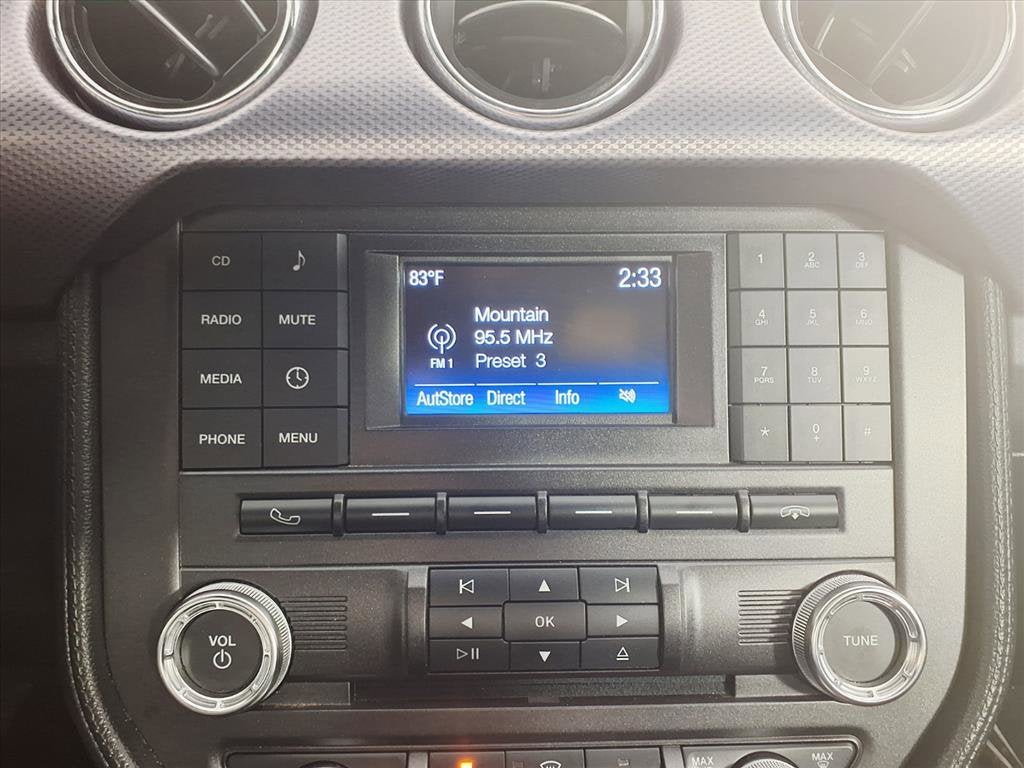 CD
RADIO MUTE
MEDIA
PHONE MENU
83°F 2:33
Mountain
95.5 MHz
FM 1 Preset 3
AutStore Direct Info
1 2 ABC 3 DEF
4 GHI 5 JKL 6 MNO
7 PQRS 8 TUV 9 WXYZ
* 0 + #
VOL
OK
TUNE
MAX
MAX